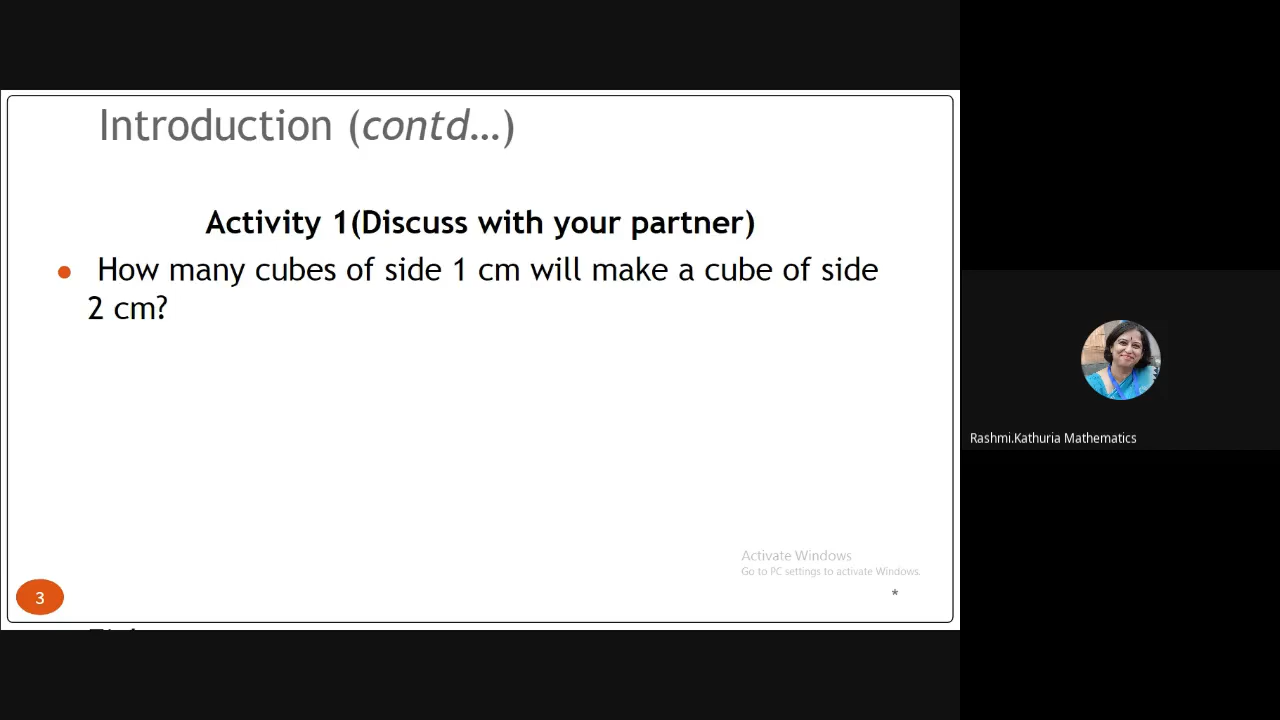 Introduction (contd...)
Activity 1(Discuss with your partner)
How many cubes of side 1 cm will make a cube of side
2 cm?
Rashmi.Kathuria Mathematics
Activate Windows
Go to PC settings to activate Windows.
3
*